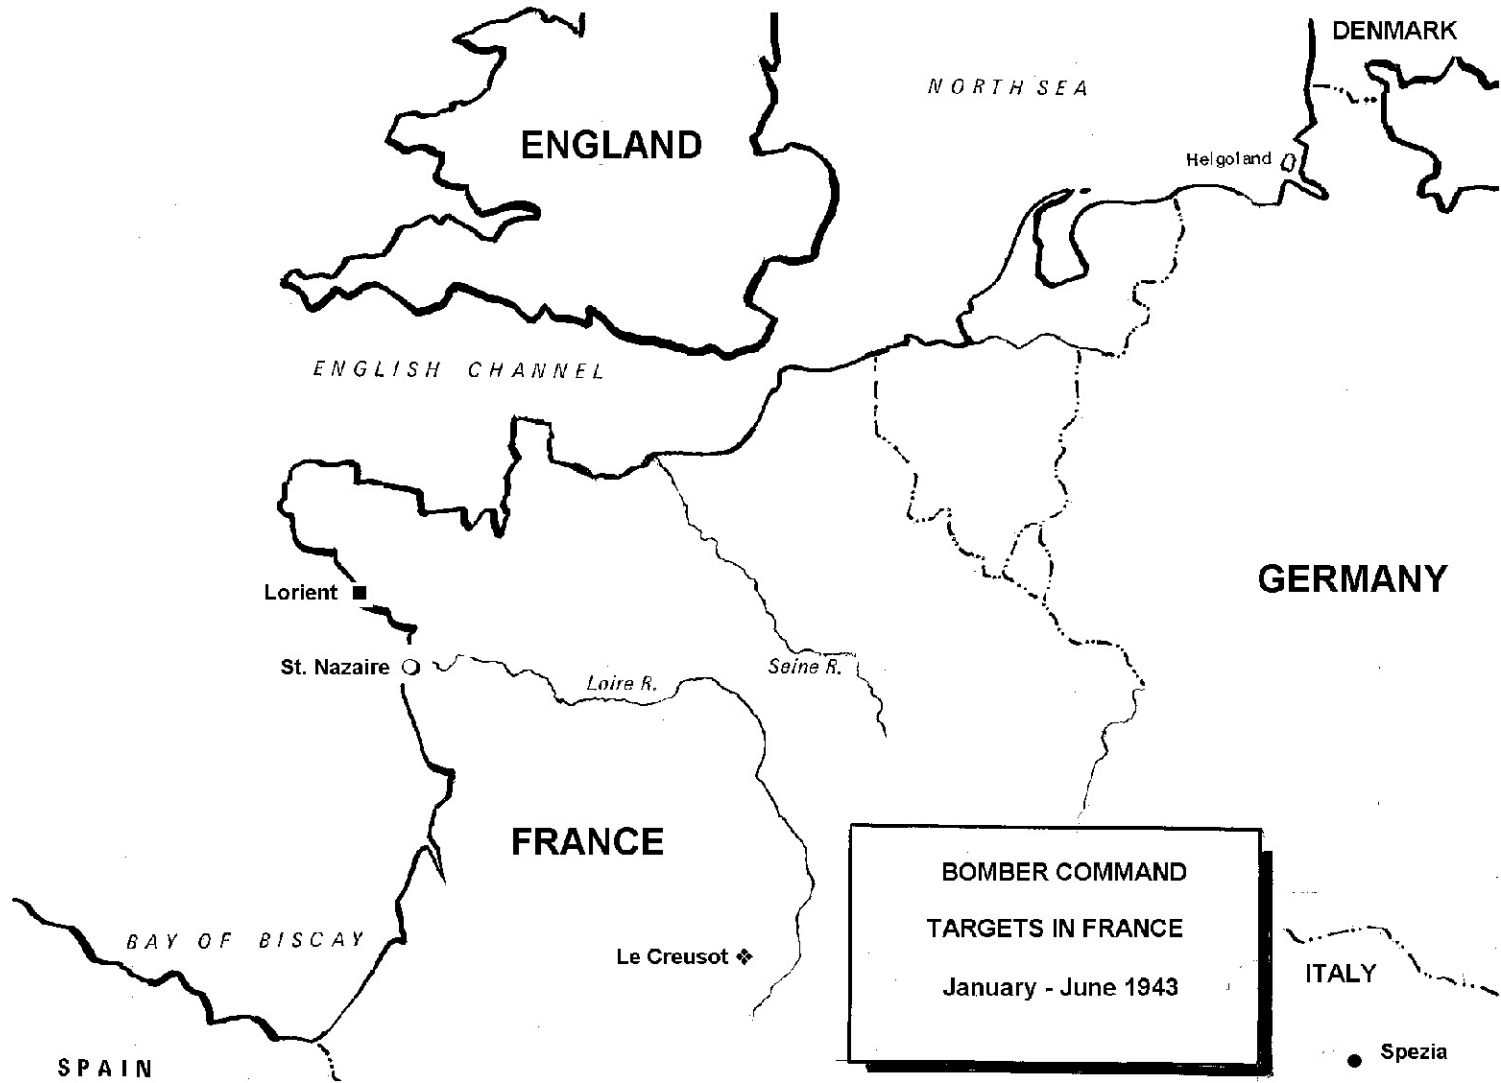 DENMARK
NORTH SEA
ENGLAND
Helgoland
ENGLISH CHANNEL
GERMANY
Lorient
St. Nazaire
Loire R.
Seine R.
FRANCE
BOMBER COMMAND
TARGETS IN FRANCE
January - June 1943
BAY OF BISCAY
Le Creusot
ITALY
Spezia
SPAIN